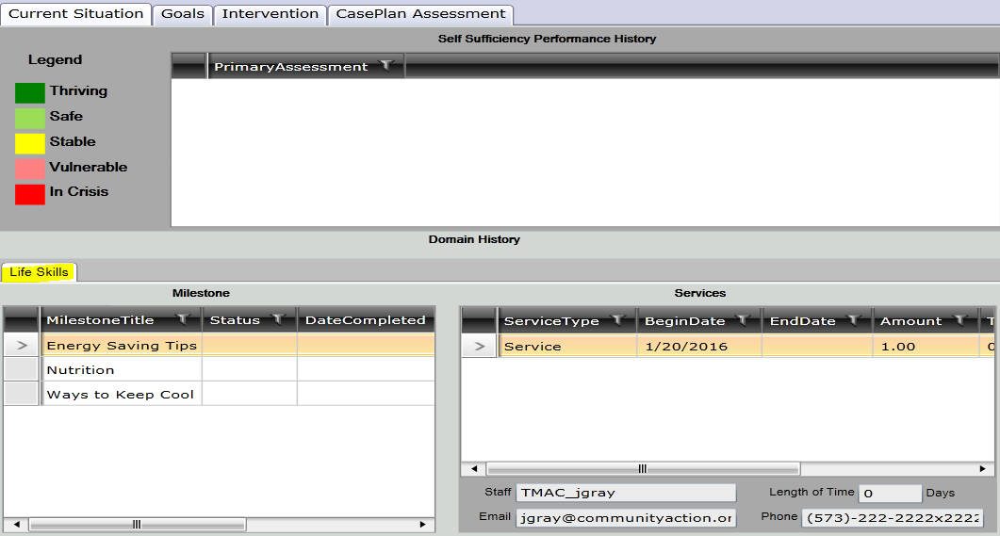 Current Situation Goals Intervention CasePlan Assessment
Self Sufficiency Performance History
Legend
PrimaryAssessment
Thriving
Safe
Stable
Vulnerable
In Crisis
Domain History
Life Skills
Milestone
MilestoneTitle Status DateCompleted
Energy Saving Tips
Nutrition
Ways to Keep Cool
Services
ServiceType BeginDate EndDate Amount T
Service 1/20/2016 1.00 0
Staff TMAC_jgray Length of Time 0 Days
Email jgray@communityaction.or Phone (573)-222-2222x2222